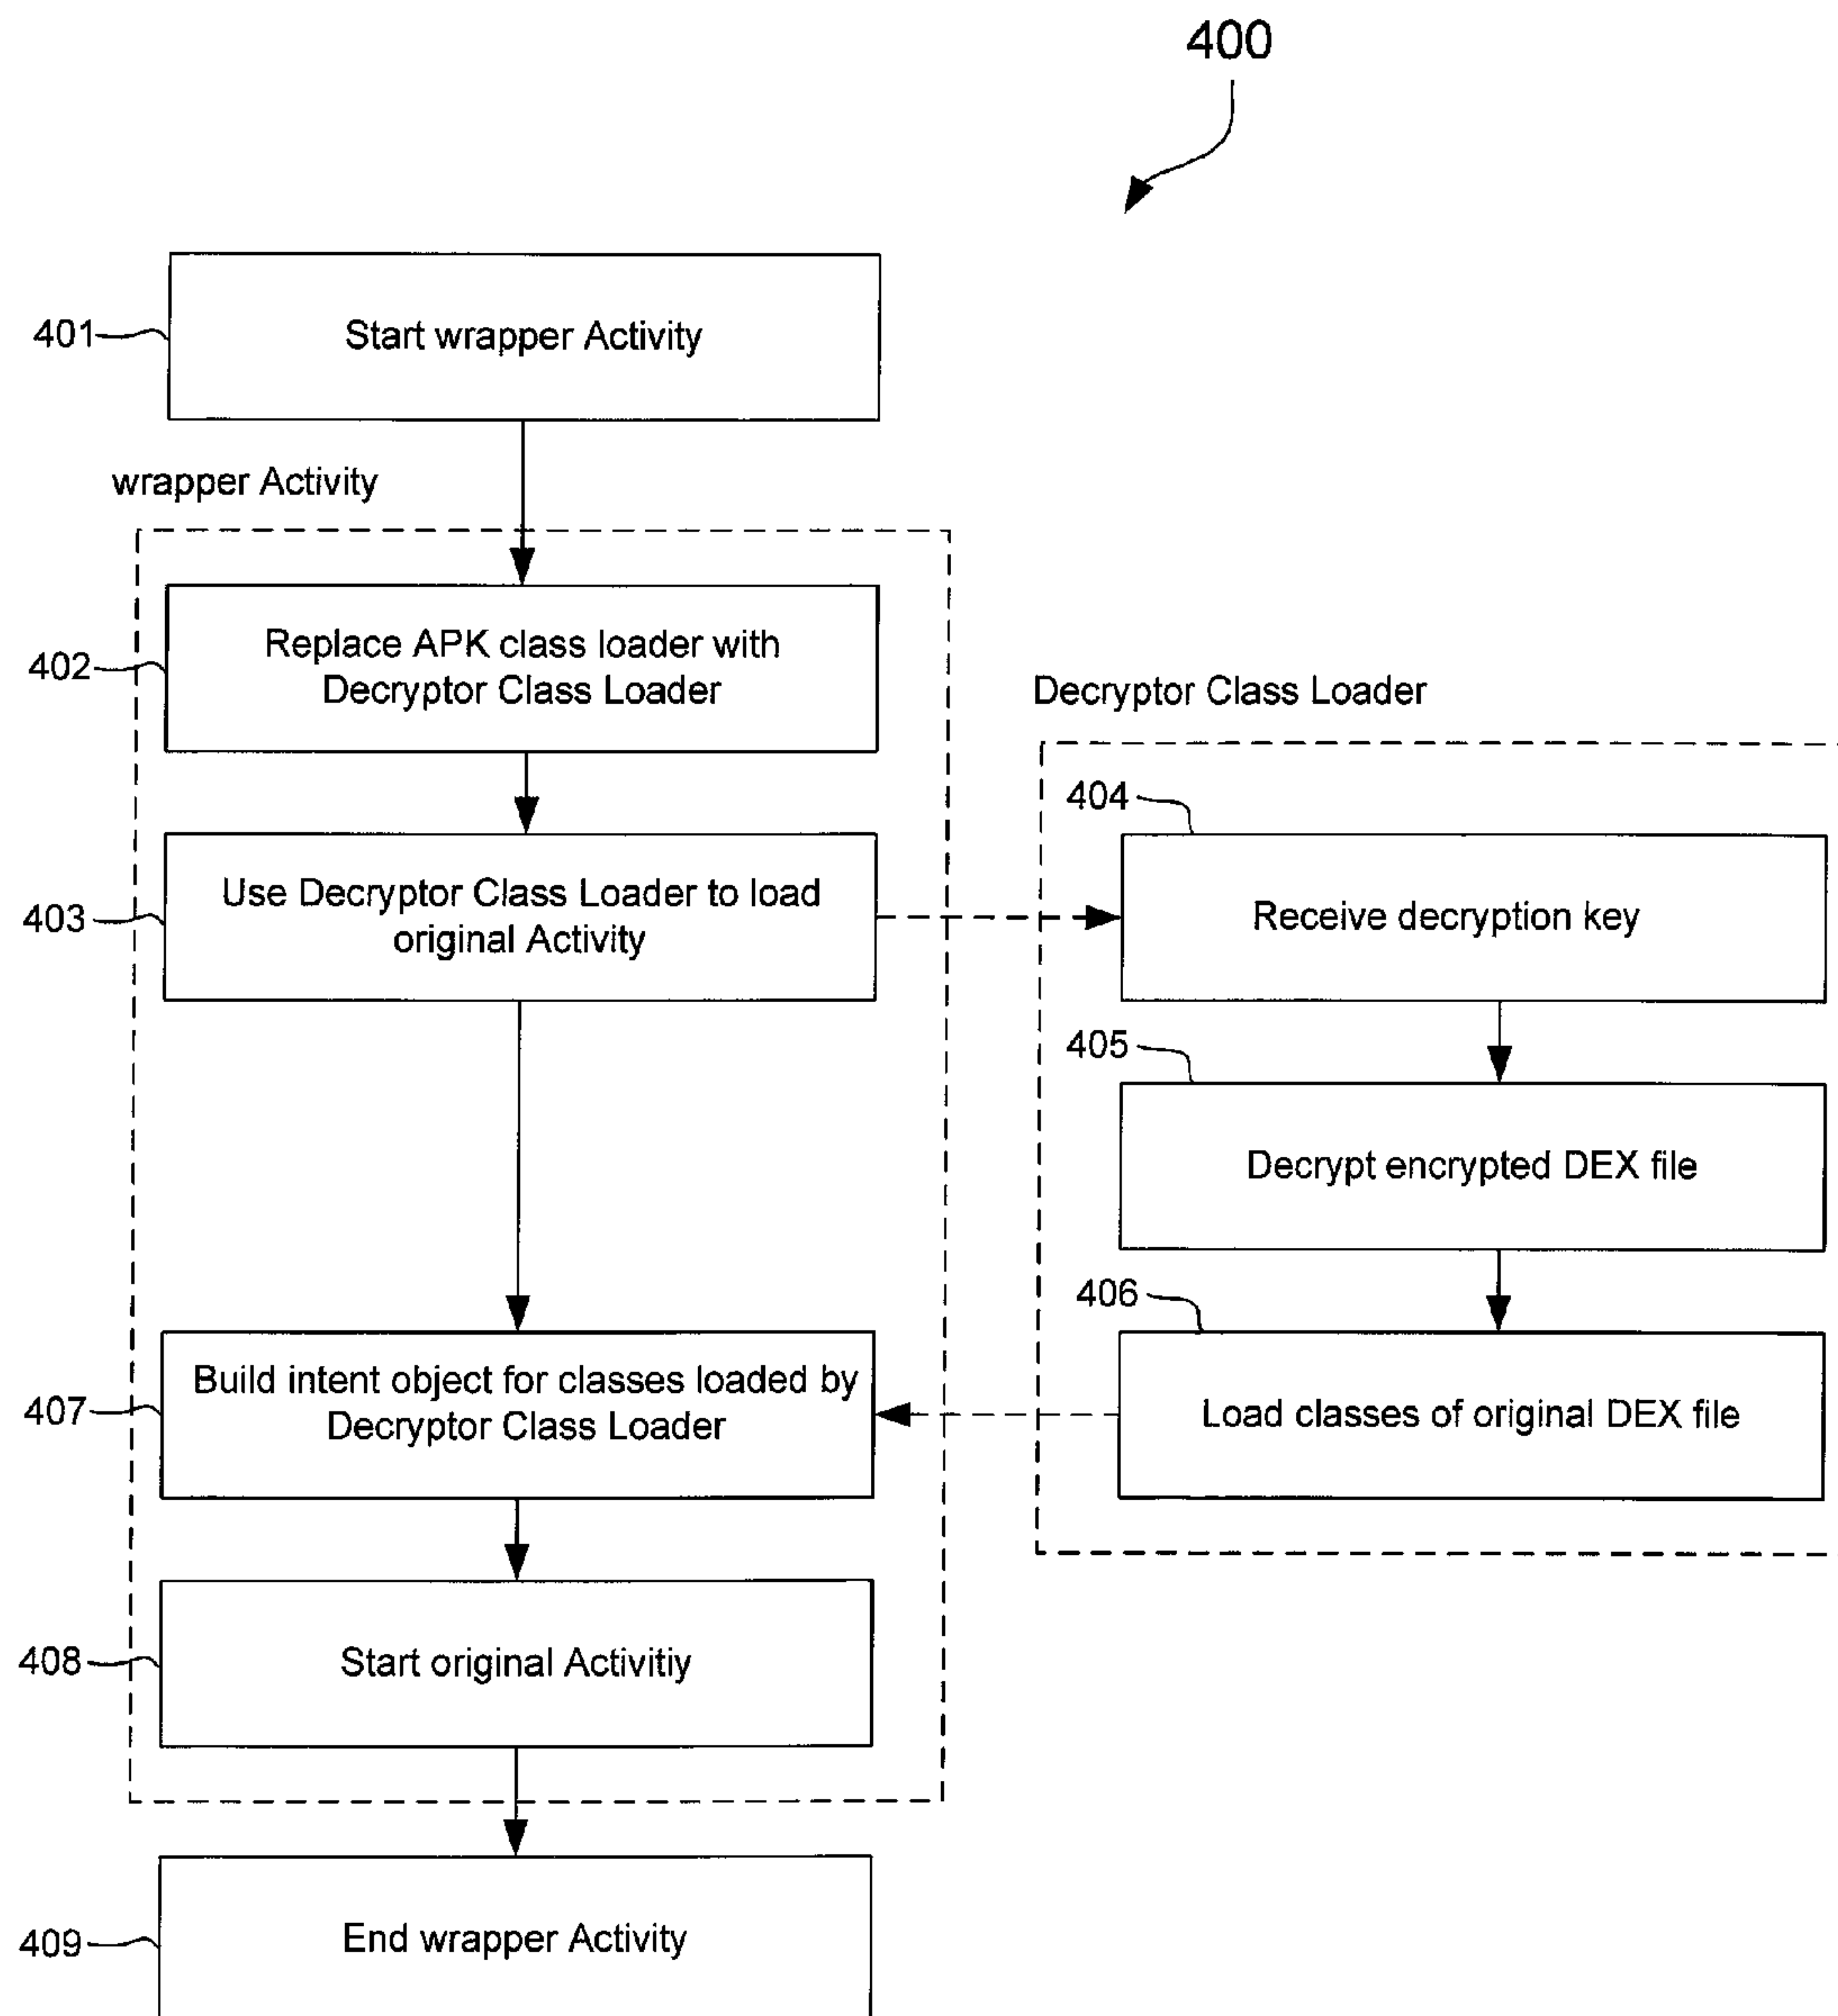 400
401
Start wrapper Activity
wrapper Activity
402
Replace APK class loader with
Decryptor Class Loader
403
Use Decryptor Class Loader to load
original Activity
Decryptor Class Loader
404
Receive decryption key
405
Decrypt encrypted DEX file
406
Load classes of original DEX file
407
Build intent object for classes loaded by
Decryptor Class Loader
408
Start original Activitiy
409
End wrapper Activity